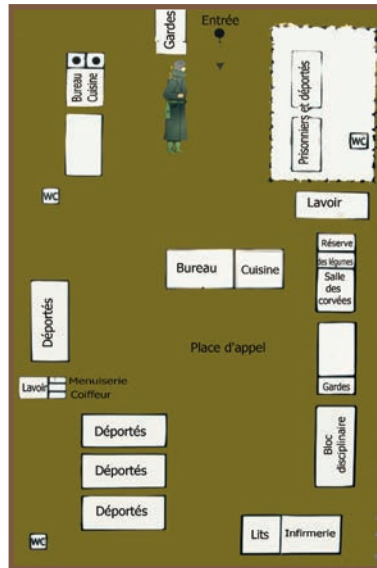 Gardes
Entrée
Bureau
Cuisine
Prisonniers et déportés
WC
WC
Lavoir
Réserve
des légumes
Salle
des
corvées
Bureau
Cuisine
Déportés
Place d'appel
Gardes
Lavoir
Menuiserie
Coiffeur
Bloc
disciplinaire
Déportés
Déportés
Déportés
WC
Lits
Infirmerie